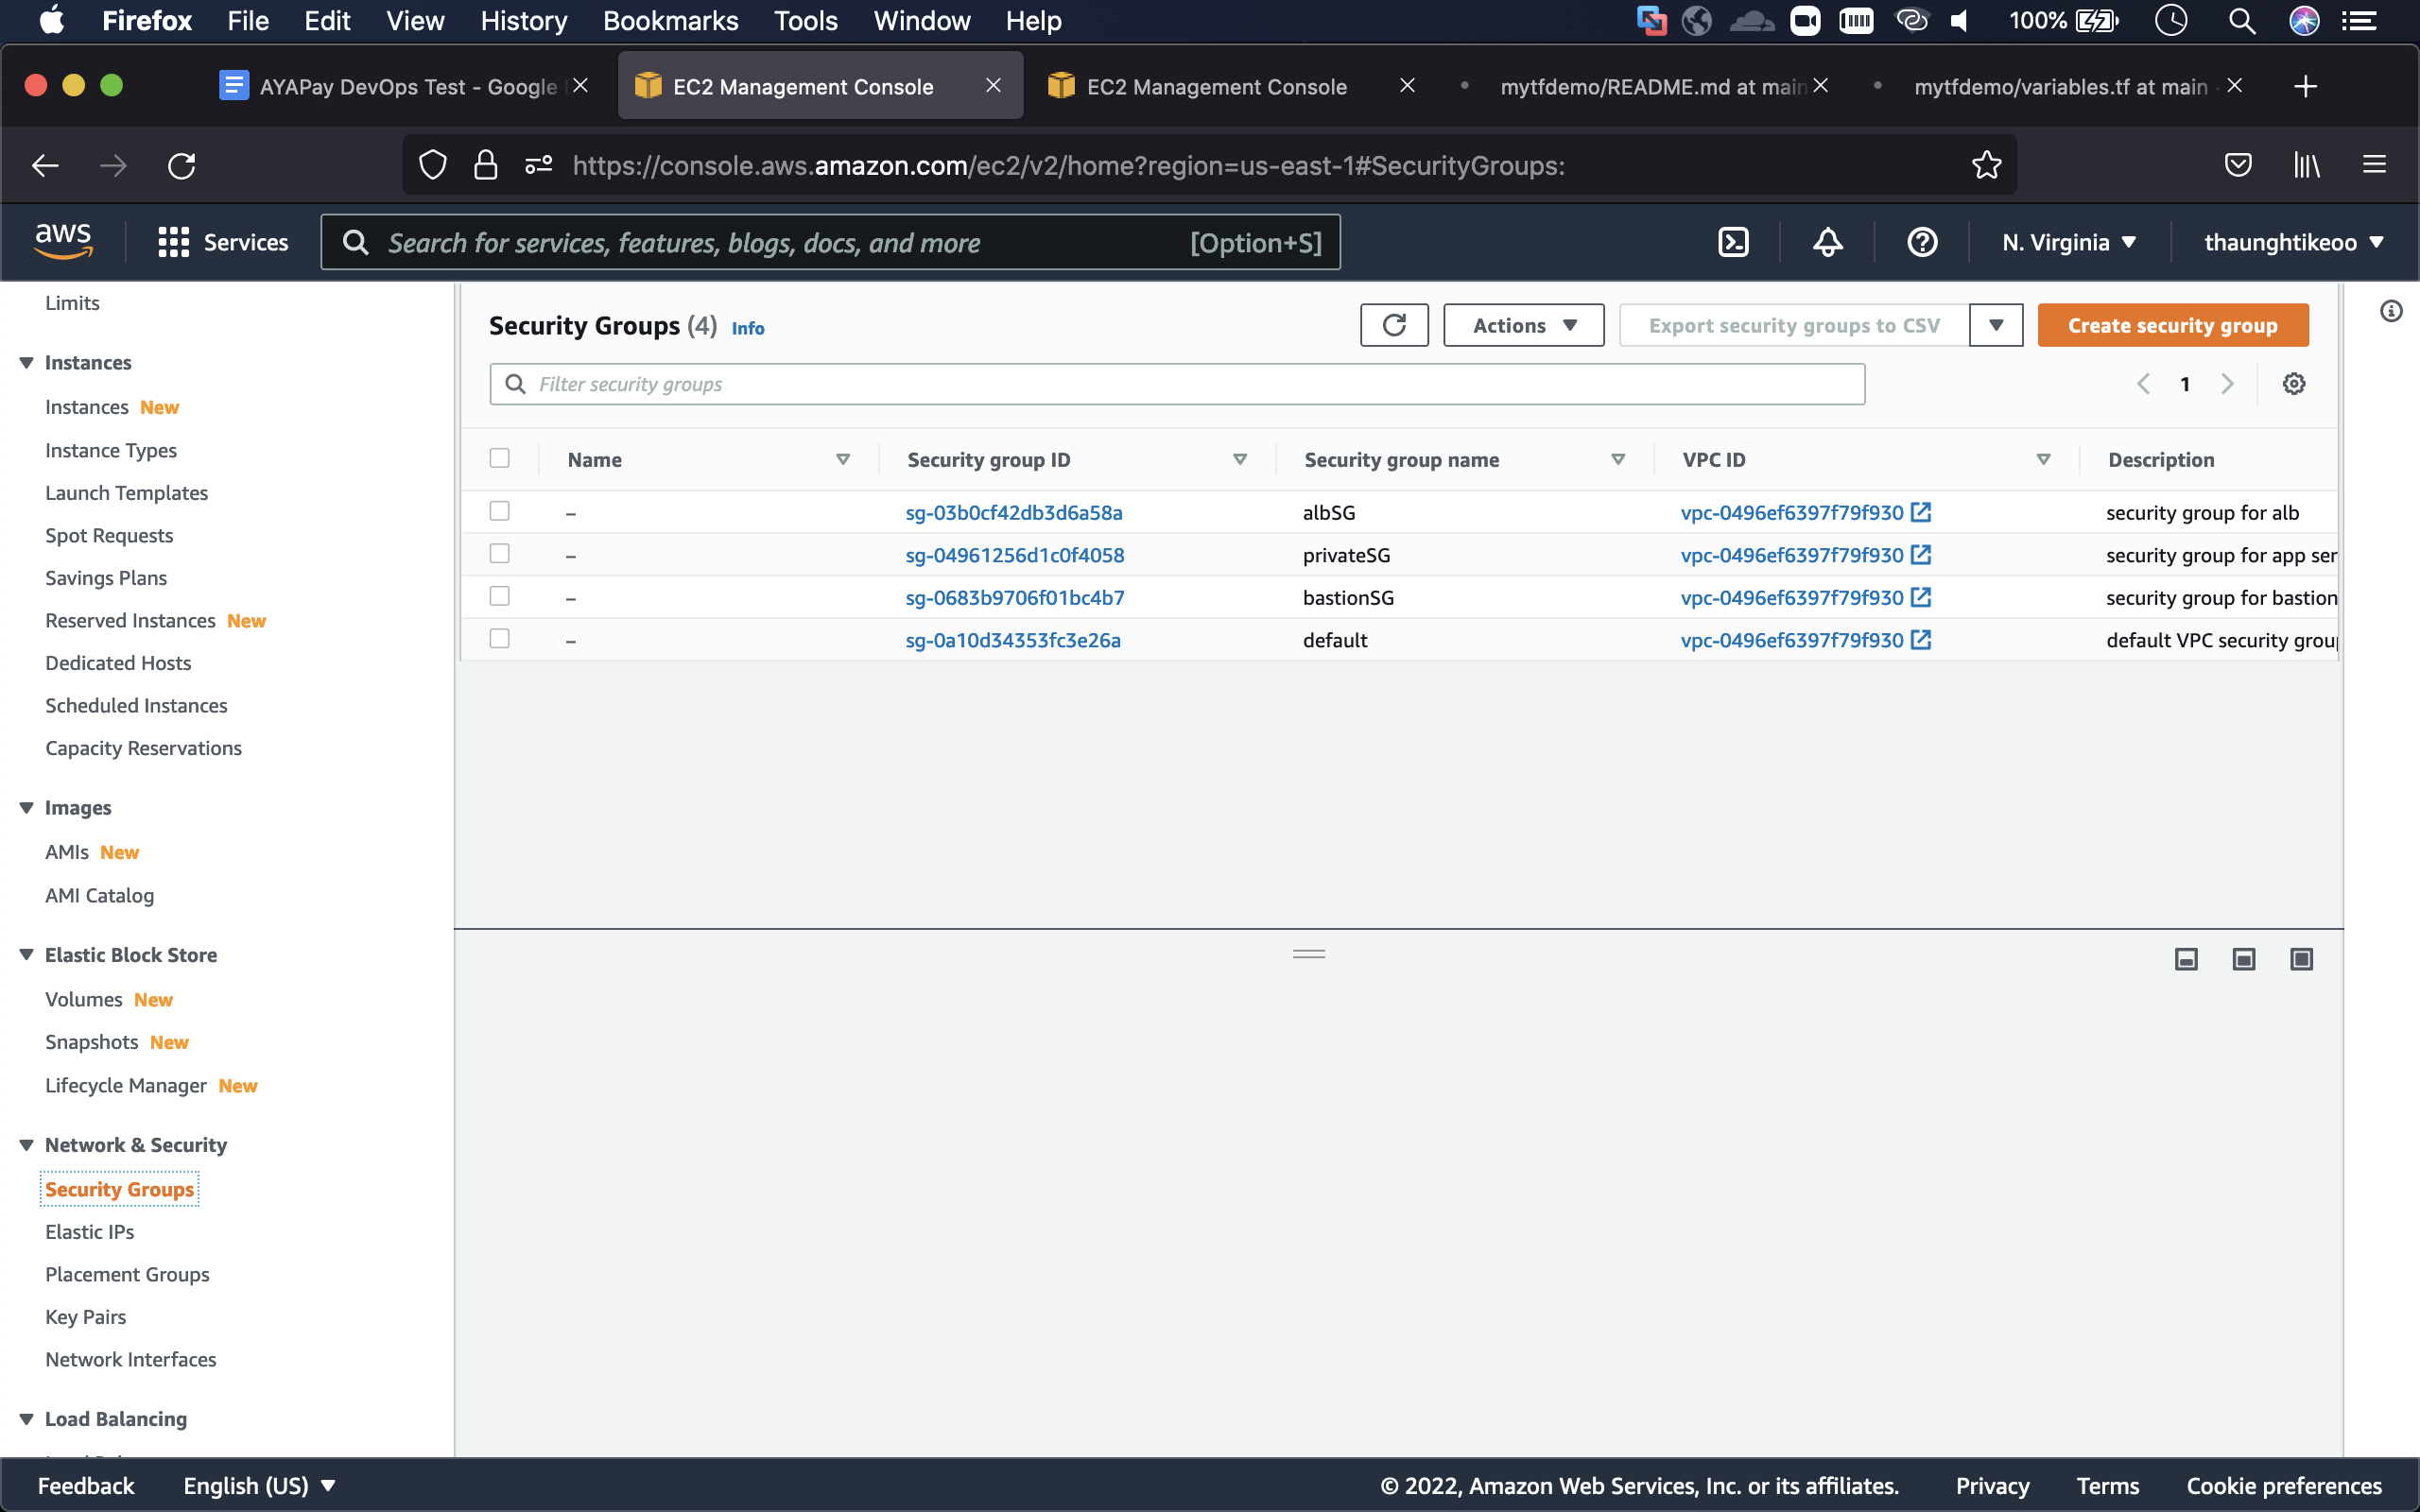 Firefox File Edit View History Bookmarks Tools Window Help 100%
AYAPay DevOps Test - Google EC2 Management Console EC2 Management Console mytfdemo/README.md at main mytfdemo/variables.tf at main
https://console.aws.amazon.com/ec2/v2/home?region=us-east-1#SecurityGroups:
aws Services Search for services, features, blogs, docs, and more [Option+S] N. Virginia thaunghtikeoo
Limits
Instances
Instances New
Instance Types
Launch Templates
Spot Requests
Savings Plans
Reserved Instances New
Dedicated Hosts
Scheduled Instances
Capacity Reservations
Images
AMIs New
AMI Catalog
Elastic Block Store
Volumes New
Snapshots New
Lifecycle Manager New
Network & Security
Security Groups
Elastic IPs
Placement Groups
Key Pairs
Network Interfaces
Load Balancing
Security Groups (4) Info Actions Export security groups to CSV Create security group
Filter security groups 1
Name Security group ID Security group name VPC ID Description
– sg-03b0cf42db3d6a58a albSG vpc-0496ef6397f79f930 security group for alb
– sg-04961256d1c0f4058 privateSG vpc-0496ef6397f79f930 security group for app ser
– sg-0683b9706f01bc4b7 bastionSG vpc-0496ef6397f79f930 security group for bastion
– sg-0a10d34353fc3e26a default vpc-0496ef6397f79f930 default VPC security grou
Feedback English (US) © 2022, Amazon Web Services, Inc. or its affiliates. Privacy Terms Cookie preferences